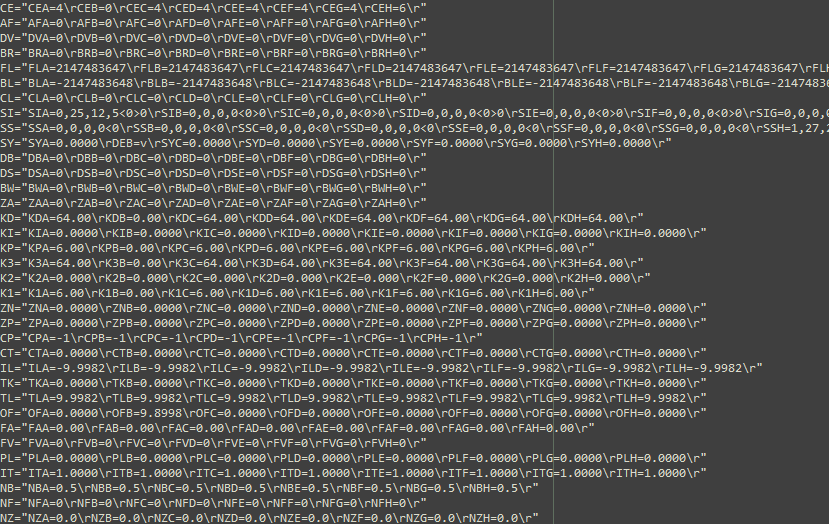 CE="CEA=4\rCEB=0\rCEC=4\rCED=4\rCEE=4\rCEF=4\rCEG=4\rCEH=6\r"
AF="AFA=0\rAFB=0\rAFC=0\rAFD=0\rAFE=0\rAFF=0\rAFG=0\rAFH=0\r"
DV="DVA=0\rDVB=0\rDVC=0\rDVD=0\rDVE=0\rDVF=0\rDVG=0\rDVH=0\r"
BR="BRA=0\rBRB=0\rBRC=0\rBRD=0\rBRE=0\rBRF=0\rBRG=0\rBRH=0\r"
FL="FLA=2147483647\rFLB=2147483647\rFLC=2147483647\rFLD=2147483647\rFLE=2147483647\rFLF=2147483647\rFLG=2147483647\rFLH
BL="BLA=-2147483648\rBLB=-2147483648\rBLC=-2147483648\rBLD=-2147483648\rBLE=-2147483648\rBLF=-2147483648\rBLG=-21474836
CL="CLA=0\rCLB=0\rCLC=0\rCLD=0\rCLE=0\rCLF=0\rCLG=0\rCLH=0\r"
SI="SIA=0,25,12,5<0>0\rSIB=0,0,0,0<0>0\rSIC=0,0,0,0<0>0\rSID=0,0,0,0<0>0\rSIE=0,0,0,0<0>0\rSIF=0,0,0,0<0>0\rSIG=0,0,0,0
SS="SSA=0,0,0,0<0\rSSB=0,0,0,0<0\rSSC=0,0,0,0<0\rSSD=0,0,0,0<0\rSSE=0,0,0,0<0\rSSF=0,0,0,0<0\rSSG=0,0,0,0<0\rSSH=1,27,2
SY="SYA=0.0000\rDEB=v\rSYC=0.0000\rSYD=0.0000\rSYE=0.0000\rSYF=0.0000\rSYG=0.0000\rSYH=0.0000\r"
DB="DBA=0\rDBB=0\rDBC=0\rDBD=0\rDBE=0\rDBF=0\rDBG=0\rDBH=0\r"
DS="DSA=0\rDSB=0\rDSC=0\rDSD=0\rDSE=0\rDSF=0\rDSG=0\rDSH=0\r"
BW="BWA=0\rBWB=0\rBWC=0\rBWD=0\rBWE=0\rBWF=0\rBWG=0\rBWH=0\r"
ZA="ZAA=0\rZAB=0\rZAC=0\rZAD=0\rZAE=0\rZAF=0\rZAG=0\rZAH=0\r"
KD="KDA=64.00\rKDB=0.00\rKDC=64.00\rKDD=64.00\rKDE=64.00\rKDF=64.00\rKDG=64.00\rKDH=64.00\r"
KI="KIA=0.0000\rKIB=0.0000\rKIC=0.0000\rKID=0.0000\rKIE=0.0000\rKIF=0.0000\rKIG=0.0000\rKIH=0.0000\r"
KP="KPA=6.00\rKPB=0.00\rKPC=6.00\rKPD=6.00\rKPE=6.00\rKPF=6.00\rKPG=6.00\rKPH=6.00\r"
K3="K3A=64.00\rK3B=0.00\rK3C=64.00\rK3D=64.00\rK3E=64.00\rK3F=64.00\rK3G=64.00\rK3H=64.00\r"
K2="K2A=0.000\rK2B=0.000\rK2C=0.000\rK2D=0.000\rK2E=0.000\rK2F=0.000\rK2G=0.000\rK2H=0.000\r"
K1="K1A=6.00\rK1B=0.00\rK1C=6.00\rK1D=6.00\rK1E=6.00\rK1F=6.00\rK1G=6.00\rK1H=6.00\r"
ZN="ZNA=0.0000\rZNB=0.0000\rZNC=0.0000\rZND=0.0000\rZNE=0.0000\rZNF=0.0000\rZNG=0.0000\rZNH=0.0000\r"
ZP="ZPA=0.0000\rZPB=0.0000\rZPC=0.0000\rZPD=0.0000\rZPE=0.0000\rZPF=0.0000\rZPG=0.0000\rZPH=0.0000\r"
CP="CPA=-1\rCPB=-1\rCPC=-1\rCPD=-1\rCPE=-1\rCPF=-1\rCPG=-1\rCPH=-1\r"
CT="CTA=0.0000\rCTB=0.0000\rCTC=0.0000\rCTD=0.0000\rCTE=0.0000\rCTF=0.0000\rCTG=0.0000\rCTH=0.0000\r"
IL="ILA=-9.9982\rILB=-9.9982\rILC=-9.9982\rILD=-9.9982\rILE=-9.9982\rILF=-9.9982\rILG=-9.9982\rILH=-9.9982\r"
TK="TKA=0.0000\rTKB=0.0000\rTKC=0.0000\rTKD=0.0000\rTKE=0.0000\rTKF=0.0000\rTKG=0.0000\rTKH=0.0000\r"
TL="TLA=9.9982\rTLB=9.9982\rTLC=9.9982\rTLD=9.9982\rTLE=9.9982\rTLF=9.9982\rTLG=9.9982\rTLH=9.9982\r"
OF="OFA=0.0000\rOFB=9.8998\rOFC=0.0000\rOFD=0.0000\rOFE=0.0000\rOFF=0.0000\rOFG=0.0000\rOFH=0.0000\r"
FA="FAA=0.00\rFAB=0.00\rFAC=0.00\rFAD=0.00\rFAE=0.00\rFAF=0.00\rFAG=0.00\rFAH=0.00\r"
FV="FVA=0\rFVB=0\rFVC=0\rFVD=0\rFVE=0\rFVF=0\rFVG=0\rFVH=0\r"
PL="PLA=0.0000\rPLB=0.0000\rPLC=0.0000\rPLD=0.0000\rPLE=0.0000\rPLF=0.0000\rPLG=0.0000\rPLH=0.0000\r"
IT="ITA=1.0000\rITB=1.0000\rITC=1.0000\rITD=1.0000\rITE=1.0000\rITF=1.0000\rITG=1.0000\rITH=1.0000\r"
NB="NBA=0.5\rNBB=0.5\rNBC=0.5\rNBD=0.5\rNBE=0.5\rNBF=0.5\rNBG=0.5\rNBH=0.5\r"
NF="NFA=0\rNFB=0\rNFC=0\rNFD=0\rNFE=0\rNFF=0\rNFG=0\rNFH=0\r"
NZ="NZA=0.0\rNZB=0.0\rNZC=0.0\rNZD=0.0\rNZE=0.0\rNZF=0.0\rNZG=0.0\rNZH=0.0\r"